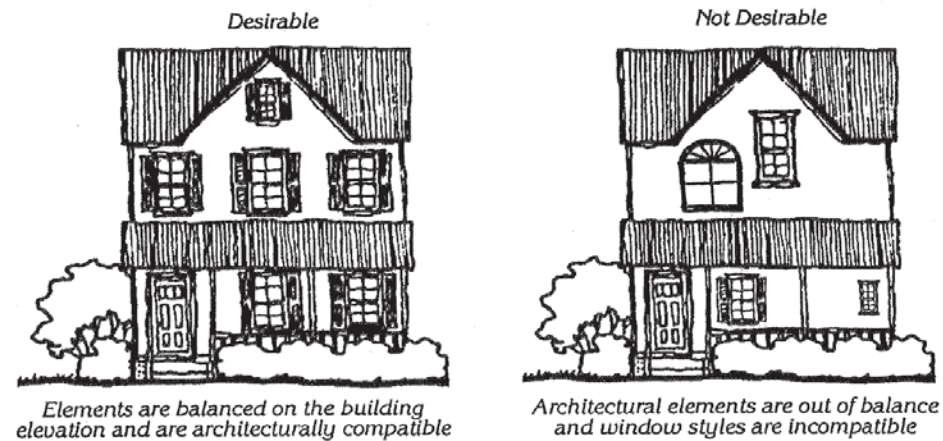 Desirable
Elements are balanced on the building
elevation and are architecturally compatible
Not Desirable
Architectural elements are out of balance
and window styles are incompatible